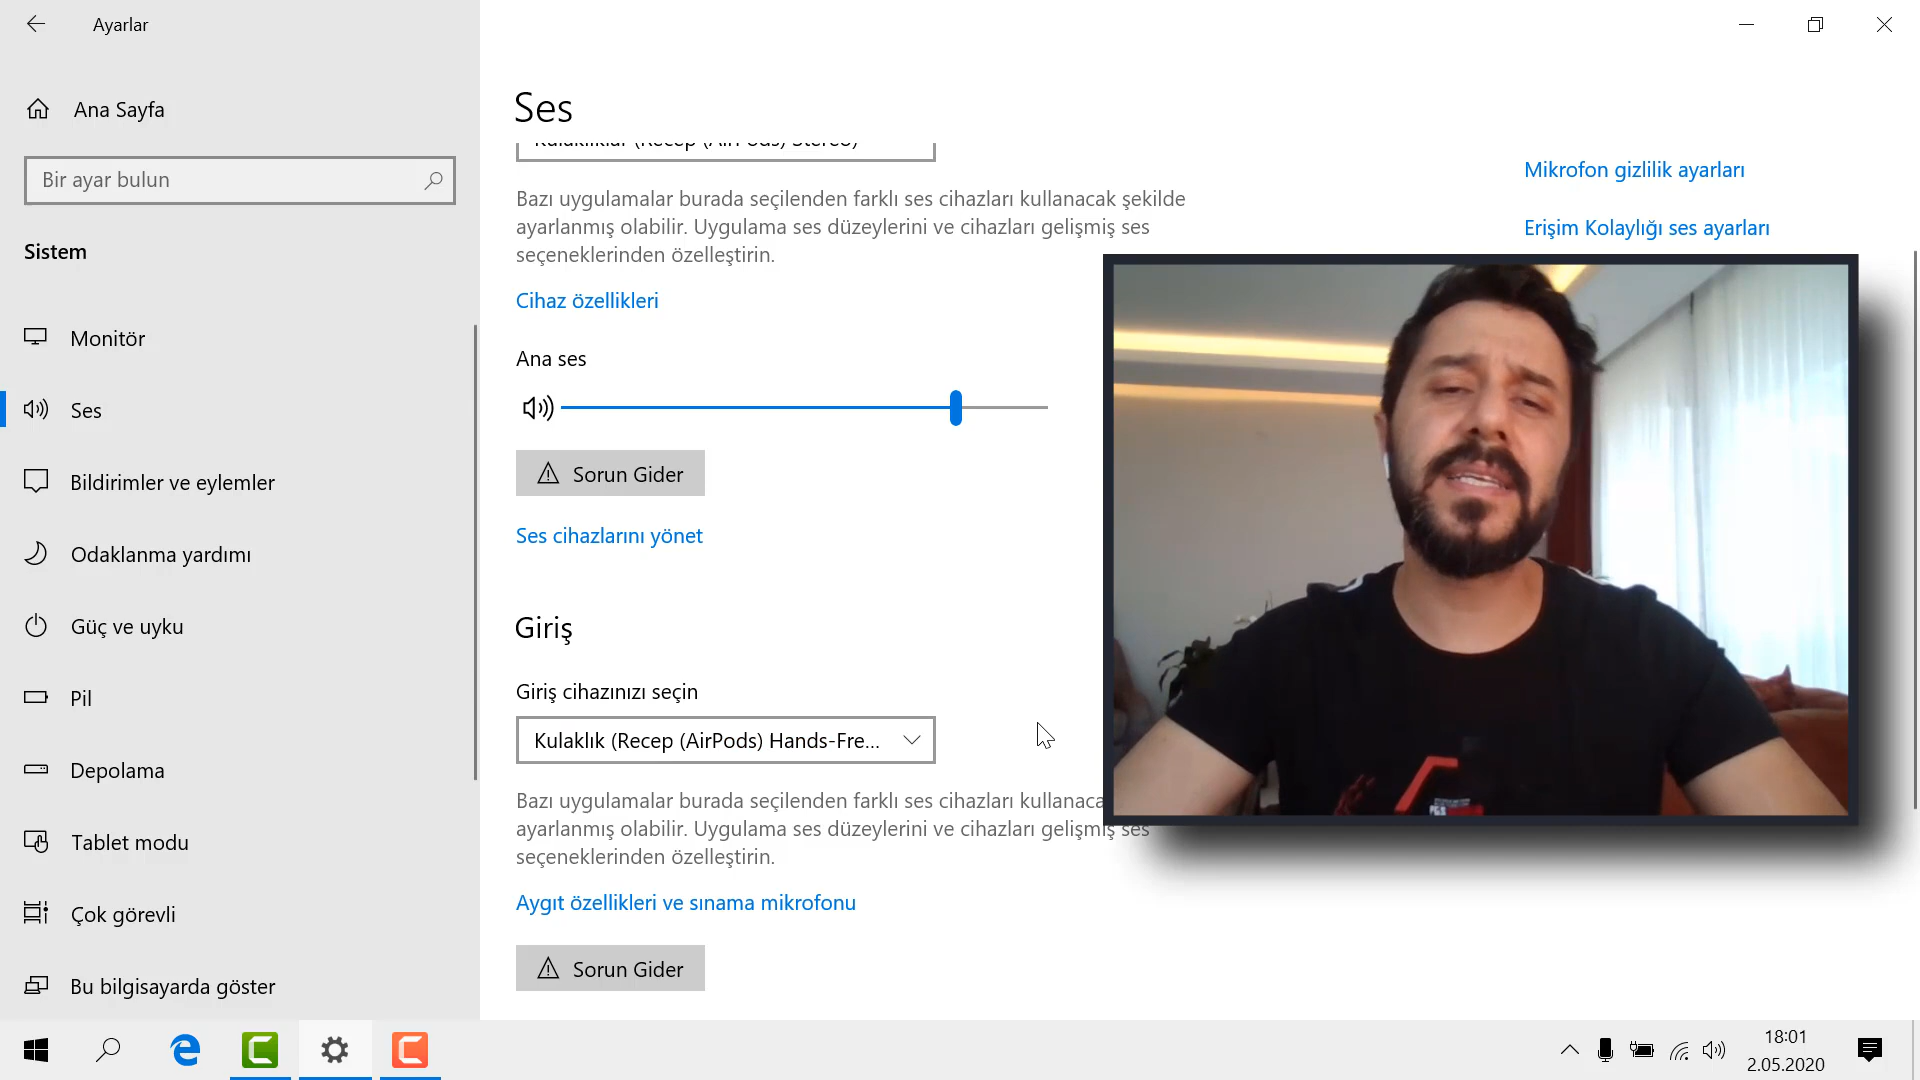 Ayarlar
Ana Sayfa
Bir ayar bulun
Sistem
Monitör
Ses
Bildirimler ve eylemler
Odaklanma yardımı
Güç ve uyku
Pil
Depolama
Tablet modu
Çok görevli
Bu bilgisayarda göster
Ses
Kulaklıklar (Recep (AirPods) Stereo)
Bazı uygulamalar burada seçilenden farklı ses cihazları kullanacak şekilde
ayarlanmış olabilir. Uygulama ses düzeylerini ve cihazları gelişmiş ses
seçeneklerinden özelleştirin.
Cihaz özellikleri
Ana ses
Sorun Gider
Ses cihazlarını yönet
Giriş
Giriş cihazınızı seçin
Kulaklık (Recep (AirPods) Hands-Fre...
Bazı uygulamalar burada seçilenden farklı ses cihazları kullanaca
ayarlanmış olabilir. Uygulama ses düzeylerini ve cihazları gelişmiş ses
seçeneklerinden özelleştirin.
Aygıt özellikleri ve sınama mikrofonu
Sorun Gider
Mikrofon gizlilik ayarları
Erişim Kolaylığı ses ayarları
18:01
2.05.2020